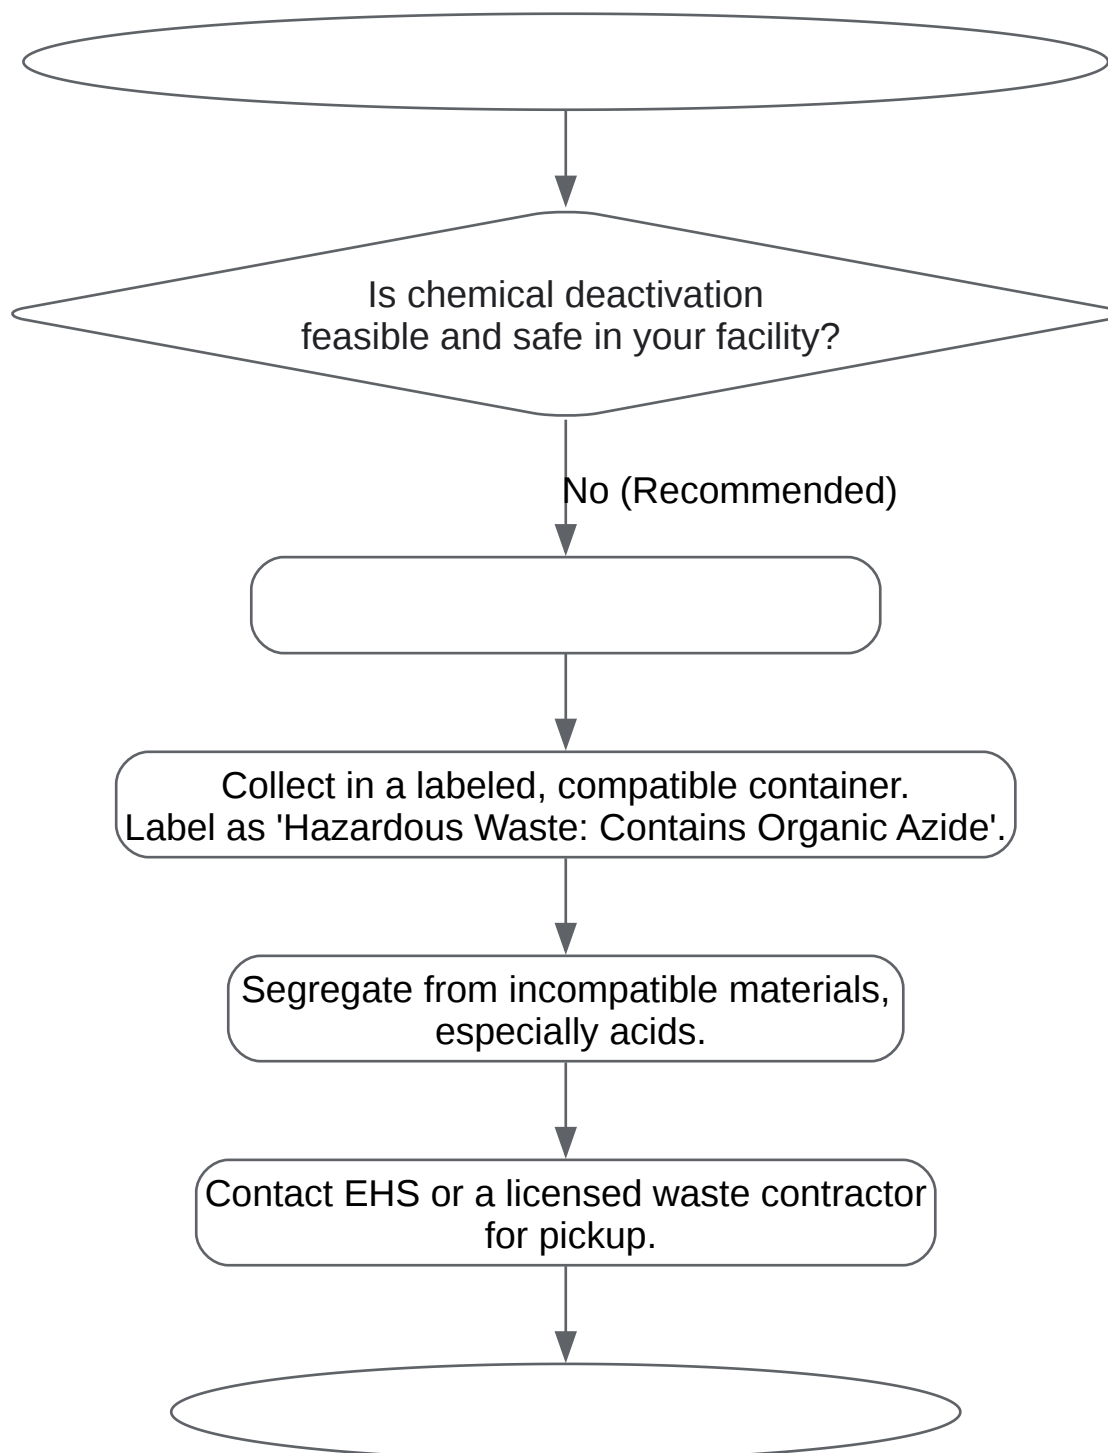 Is chemical deactivation
feasible and safe in your facility?
No (Recommended)
Collect in a labeled, compatible container.
Label as 'Hazardous Waste: Contains Organic Azide'.
Segregate from incompatible materials,
especially acids.
Contact EHS or a licensed waste contractor
for pickup.